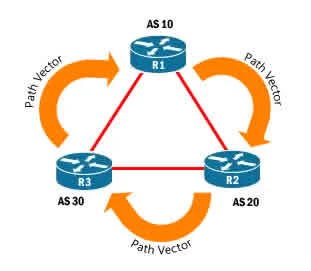 AS 10
R1
Path Vector
Path Vector
R3
R2
AS 30
AS 20
Path Vector